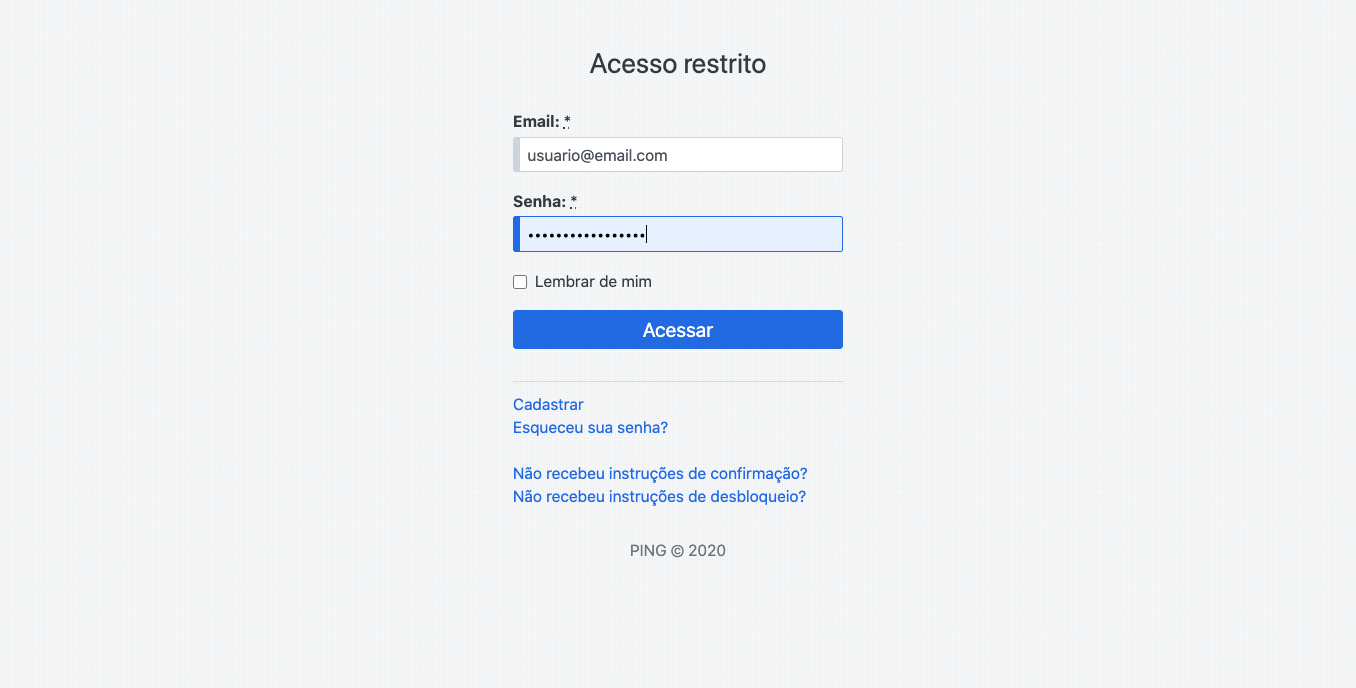 Acesso restrito
Email: *
usuario@email.com
Senha: *
•••••••••••••••••
Lembrar de mim
Acessar
Cadastrar
Esqueceu sua senha?
Não recebeu instruções de confirmação?
Não recebeu instruções de desbloqueio?
PING © 2020